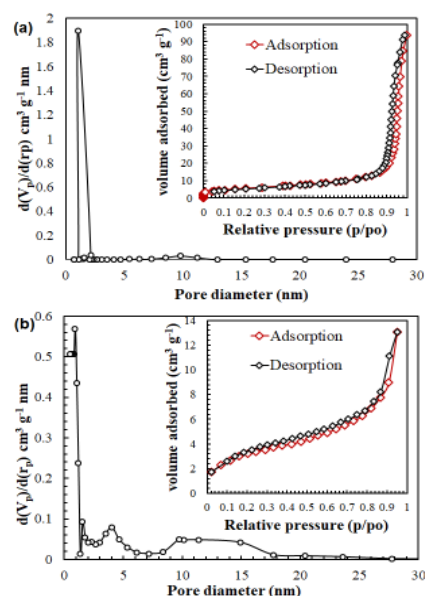 (a)
d(Vp)/d(rp) cm³ g⁻¹ nm
2
1.8
1.6
1.4
1.2
1
0.8
0.6
0.4
0.2
0
0 5 10 15 20 25 30
Pore diameter (nm)
volume adsorbed (cm³ g⁻¹)
100
90
80
70
60
50
40
30
20
10
0
Adsorption
Desorption
0 0.1 0.2 0.3 0.4 0.5 0.6 0.7 0.8 0.9 1
Relative pressure (p/po)
(b)
d(Vp)/d(rp) cm³ g⁻¹ nm
0.6
0.5
0.4
0.3
0.2
0.1
0
0 5 10 15 20 25 30
Pore diameter (nm)
volume adsorbed (cm³ g⁻¹)
14
12
10
8
6
4
2
0
Adsorption
Desorption
0 0.1 0.2 0.3 0.4 0.5 0.6 0.7 0.8 0.9 1
Relative pressure (p/po)